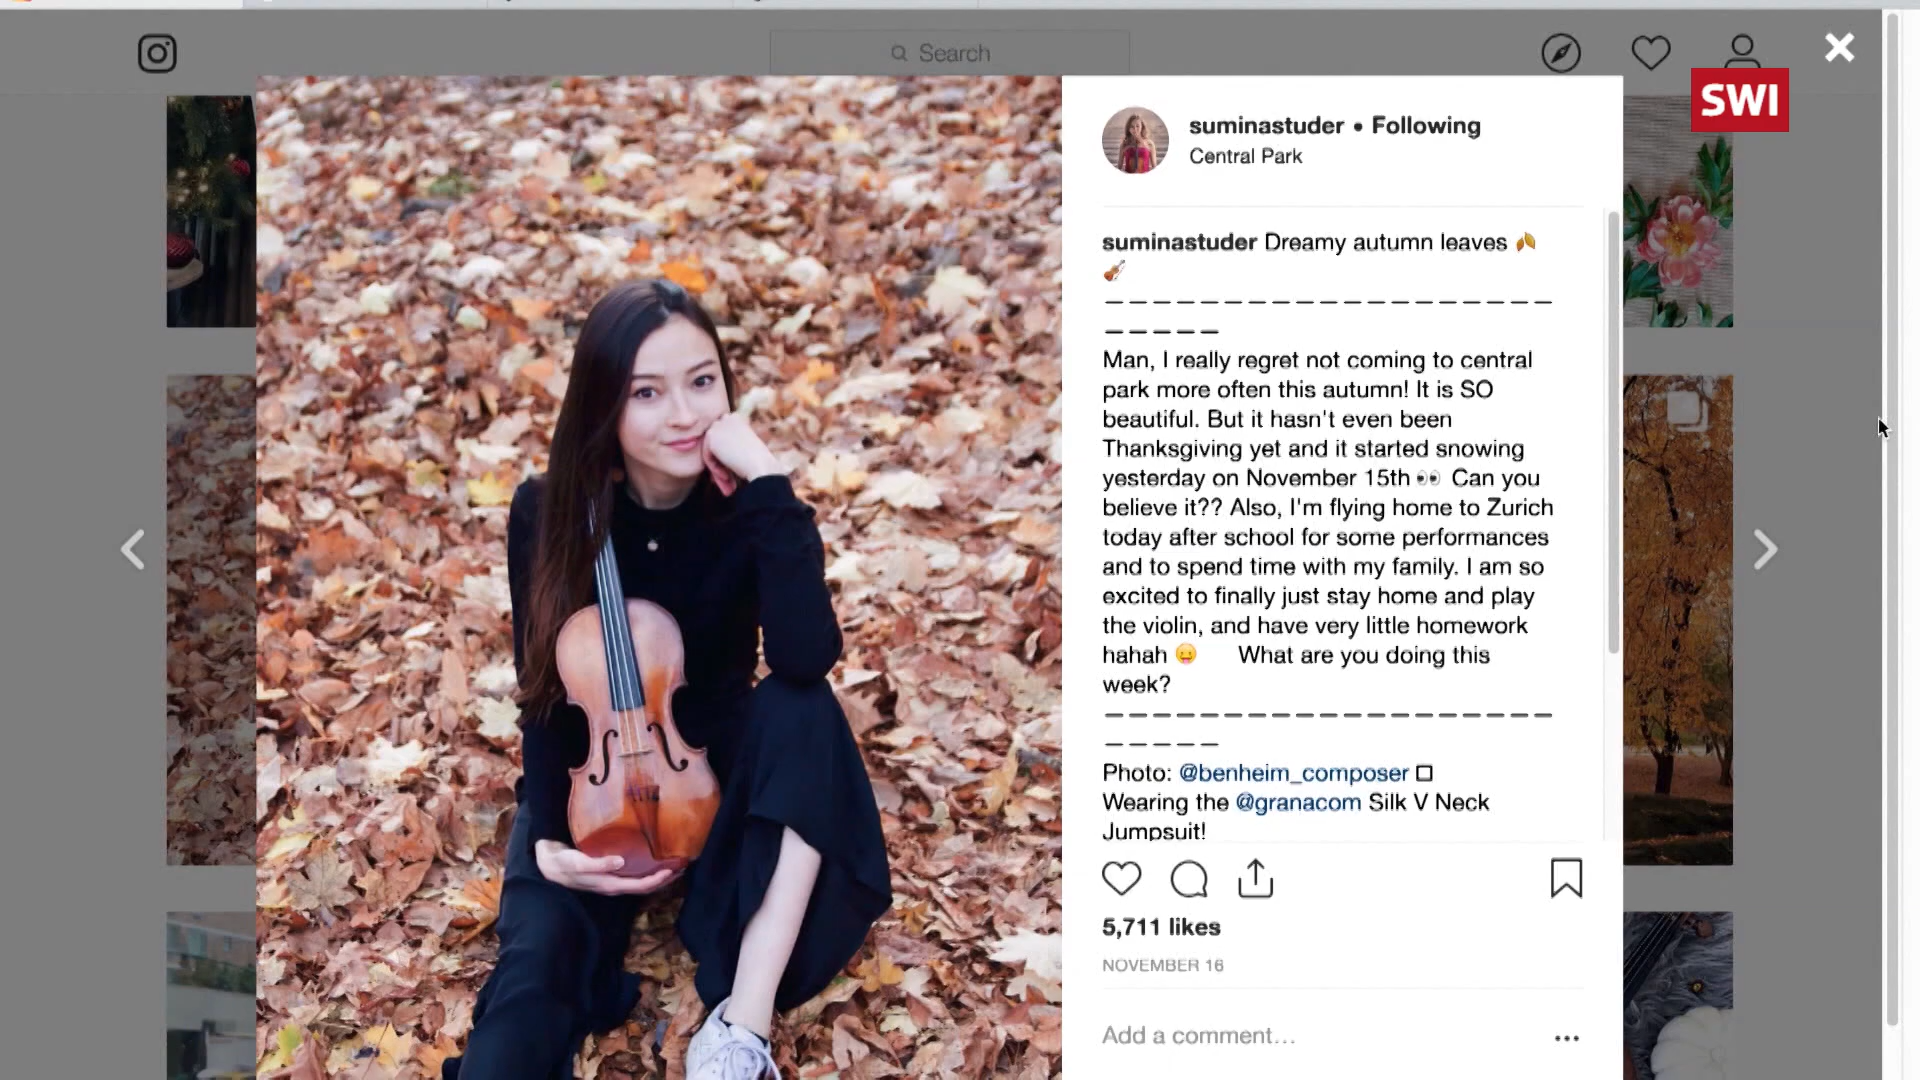 Search
SWI
suminastuder • Following
Central Park
suminastuder Dreamy autumn leaves 🍂
🎻
———————————————————
—————
Man, I really regret not coming to central
park more often this autumn! It is SO
beautiful. But it hasn't even been
Thanksgiving yet and it started snowing
yesterday on November 15th 👀 Can you
believe it?? Also, I'm flying home to Zurich
today after school for some performances
and to spend time with my family. I am so
excited to finally just stay home and play
the violin, and have very little homework
hahah 😛 What are you doing this
week?
———————————————————
—————
Photo: @benheim_composer □
Wearing the @granacom Silk V Neck
Jumpsuit!
5,711 likes
NOVEMBER 16
Add a comment...